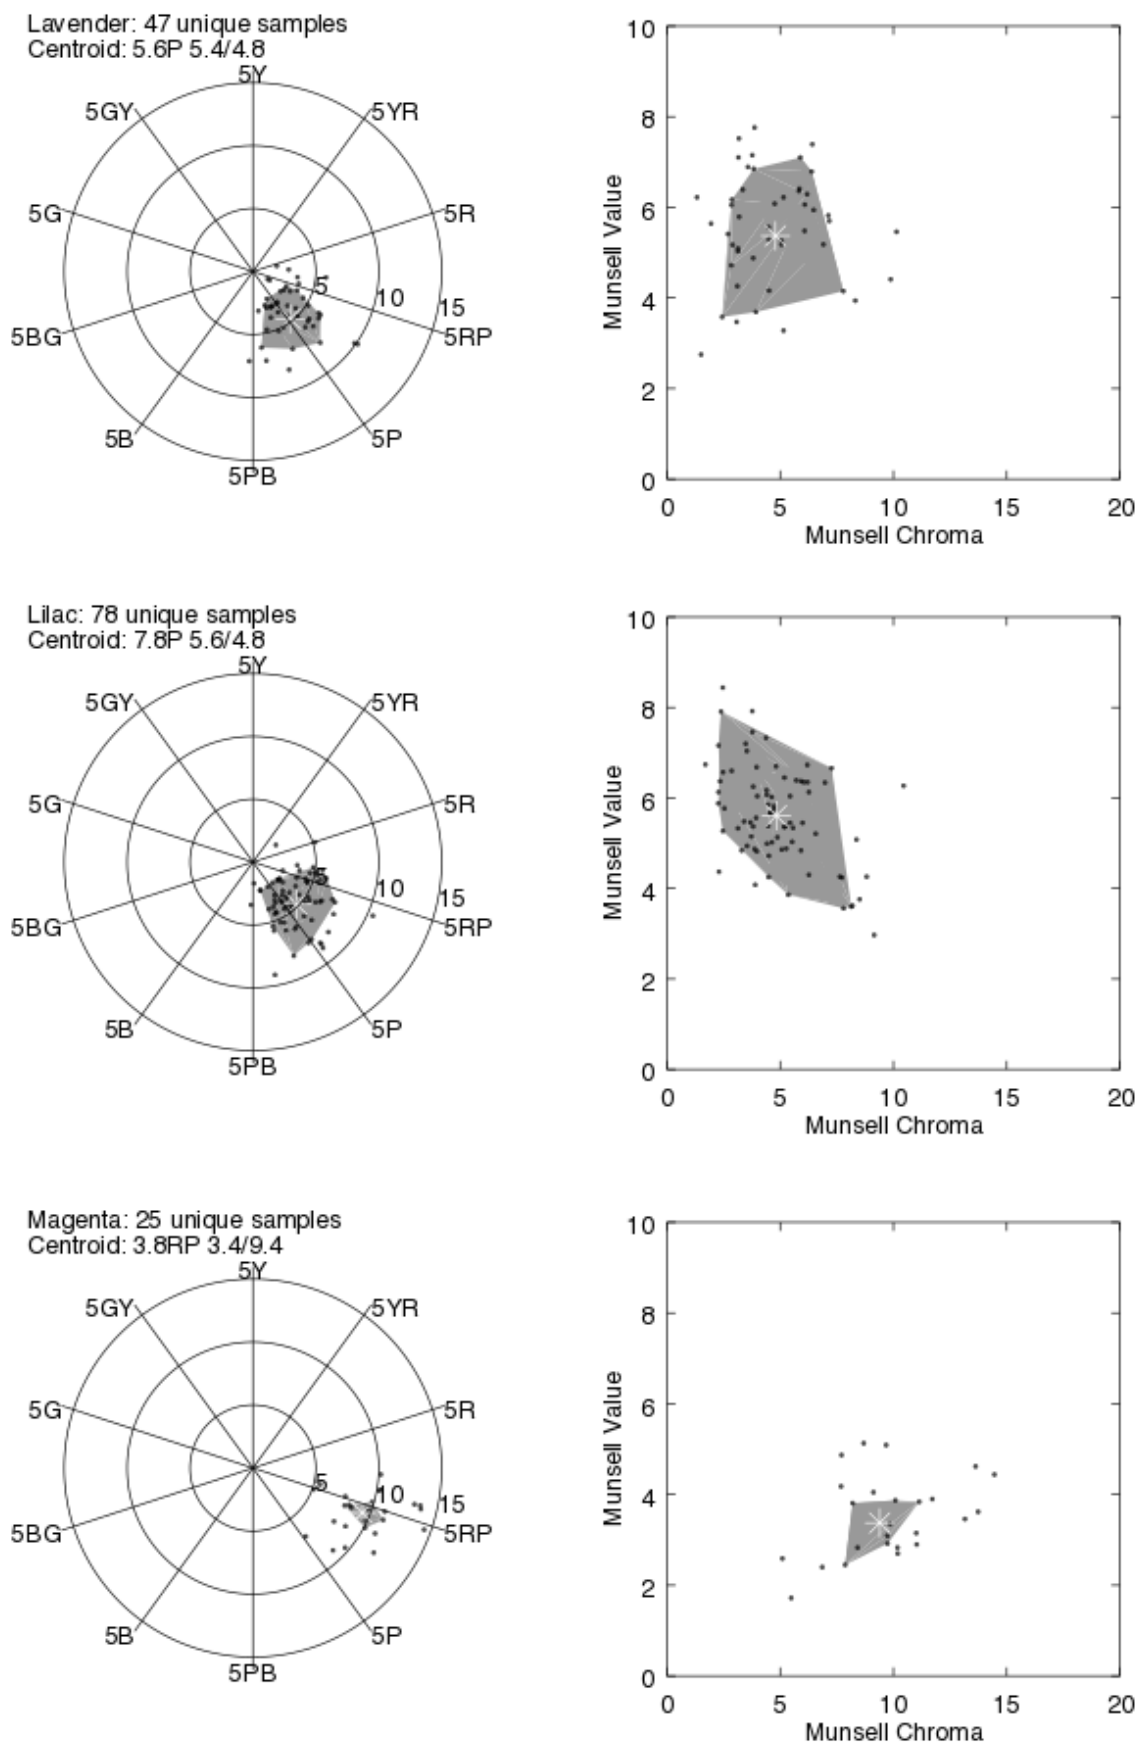 Lavender: 47 unique samples
Centroid: 5.6P 5.4/4.8
5Y
5GY
5YR
5G
5R
5
10
15
5BG
5RP
5B
5P
5PB
10
8
6
4
2
0
Munsell Value
0 5 10 15 20
Munsell Chroma
Lilac: 78 unique samples
Centroid: 7.8P 5.6/4.8
5Y
5GY
5YR
5G
5R
5
10
15
5BG
5RP
5B
5P
5PB
10
8
6
4
2
0
Munsell Value
0 5 10 15 20
Munsell Chroma
Magenta: 25 unique samples
Centroid: 3.8RP 3.4/9.4
5Y
5GY
5YR
5G
5R
5
10
15
5BG
5RP
5B
5P
5PB
10
8
6
4
2
0
Munsell Value
0 5 10 15 20
Munsell Chroma